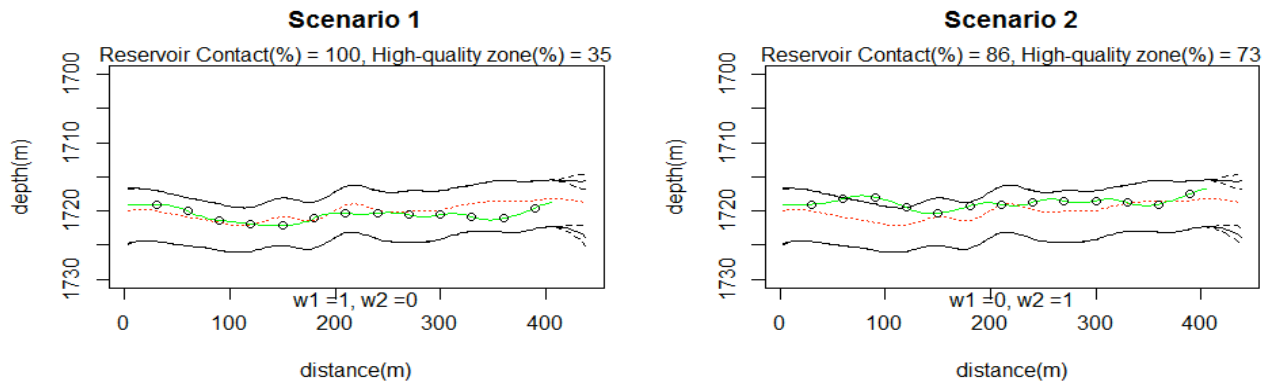 Scenario 1
Reservoir Contact(%) = 100, High-quality zone(%) = 35
depth(m)
1700
1710
1720
1730
w1 =1, w2 =0
0 100 200 300 400
distance(m)
Scenario 2
Reservoir Contact(%) = 86, High-quality zone(%) = 73
depth(m)
1700
1710
1720
1730
w1 =0, w2 =1
0 100 200 300 400
distance(m)